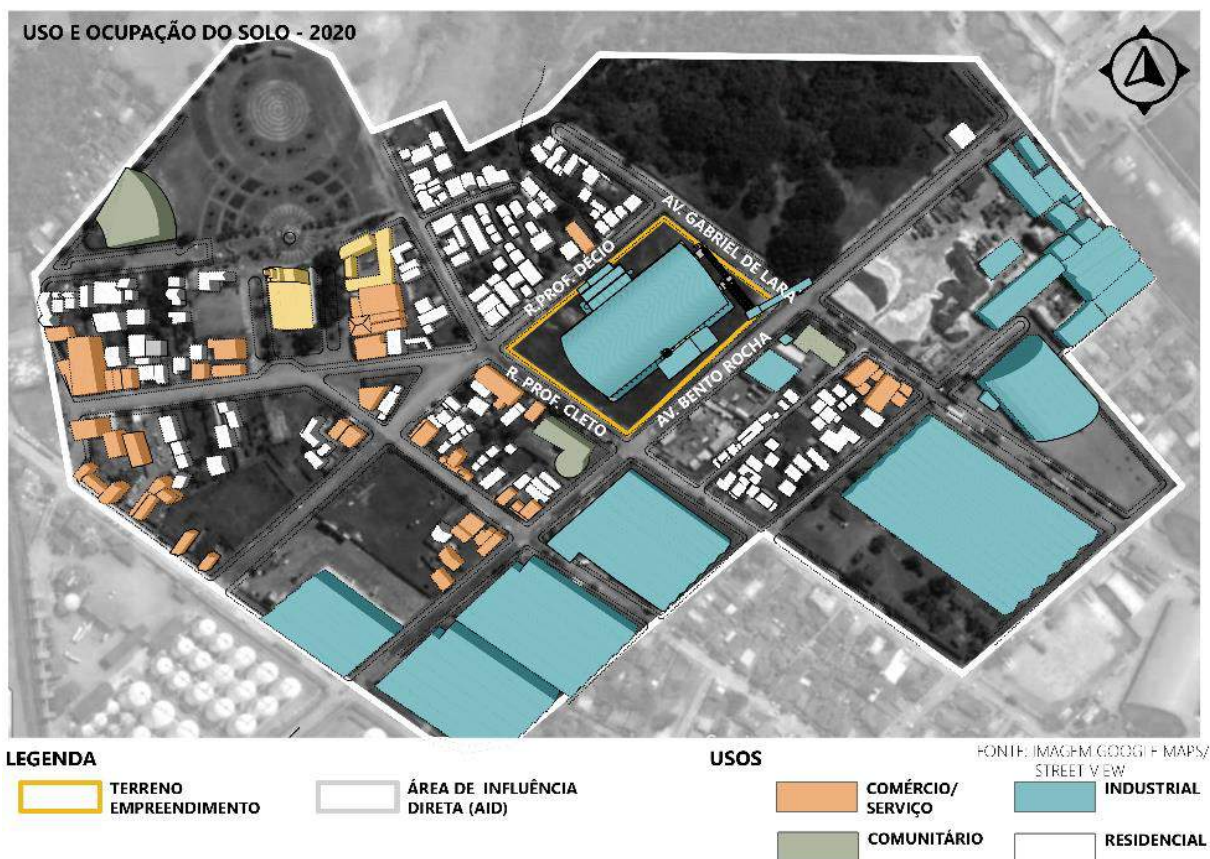 USO E OCUPAÇÃO DO SOLO - 2020
AV. GABRIEL DE LARA
R.PROF. DÉCIO
R. PROF. CLETO
AV. BENTO ROCHA
LEGENDA
TERRENO
EMPREENDIMENTO
ÁREA DE INFLUÊNCIA
DIRETA (AID)
USOS
FONTE: IMAGEM GOOGLE MAPS/
STREET VIEW
COMÉRCIO/
SERVIÇO
INDUSTRIAL
COMUNITÁRIO
RESIDENCIAL